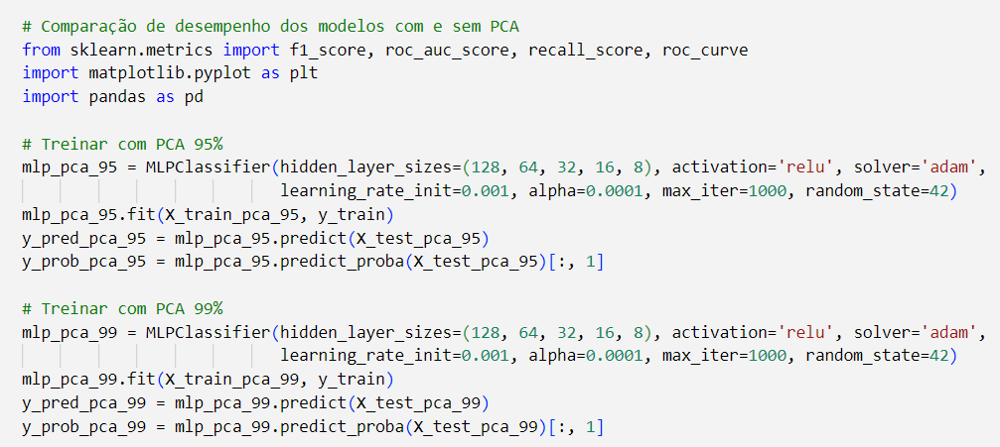 # Comparação de desempenho dos modelos com e sem PCA
from sklearn.metrics import f1_score, roc_auc_score, recall_score, roc_curve
import matplotlib.pyplot as plt
import pandas as pd
# Treinar com PCA 95%
mlp_pca_95 = MLPClassifier(hidden_layer_sizes=(128, 64, 32, 16, 8), activation='relu', solver='adam',
learning_rate_init=0.001, alpha=0.0001, max_iter=1000, random_state=42)
mlp_pca_95.fit(X_train_pca_95, y_train)
y_pred_pca_95 = mlp_pca_95.predict(X_test_pca_95)
y_prob_pca_95 = mlp_pca_95.predict_proba(X_test_pca_95)[:, 1]
# Treinar com PCA 99%
mlp_pca_99 = MLPClassifier(hidden_layer_sizes=(128, 64, 32, 16, 8), activation='relu', solver='adam',
learning_rate_init=0.001, alpha=0.0001, max_iter=1000, random_state=42)
mlp_pca_99.fit(X_train_pca_99, y_train)
y_pred_pca_99 = mlp_pca_99.predict(X_test_pca_99)
y_prob_pca_99 = mlp_pca_99.predict_proba(X_test_pca_99)[:, 1]